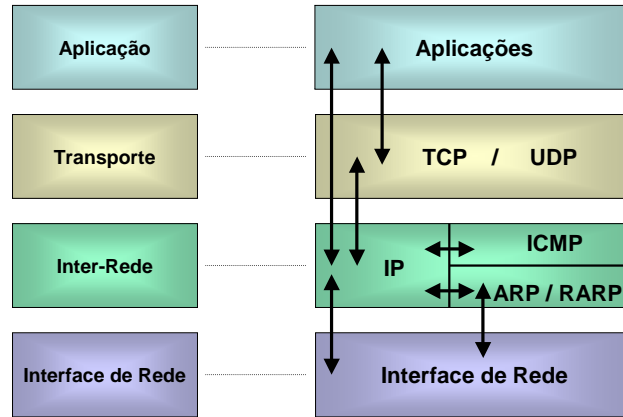 Aplicação
Aplicações
Transporte
TCP / UDP
Inter-Rede
IP
ICMP
ARP / RARP
Interface de Rede
Interface de Rede